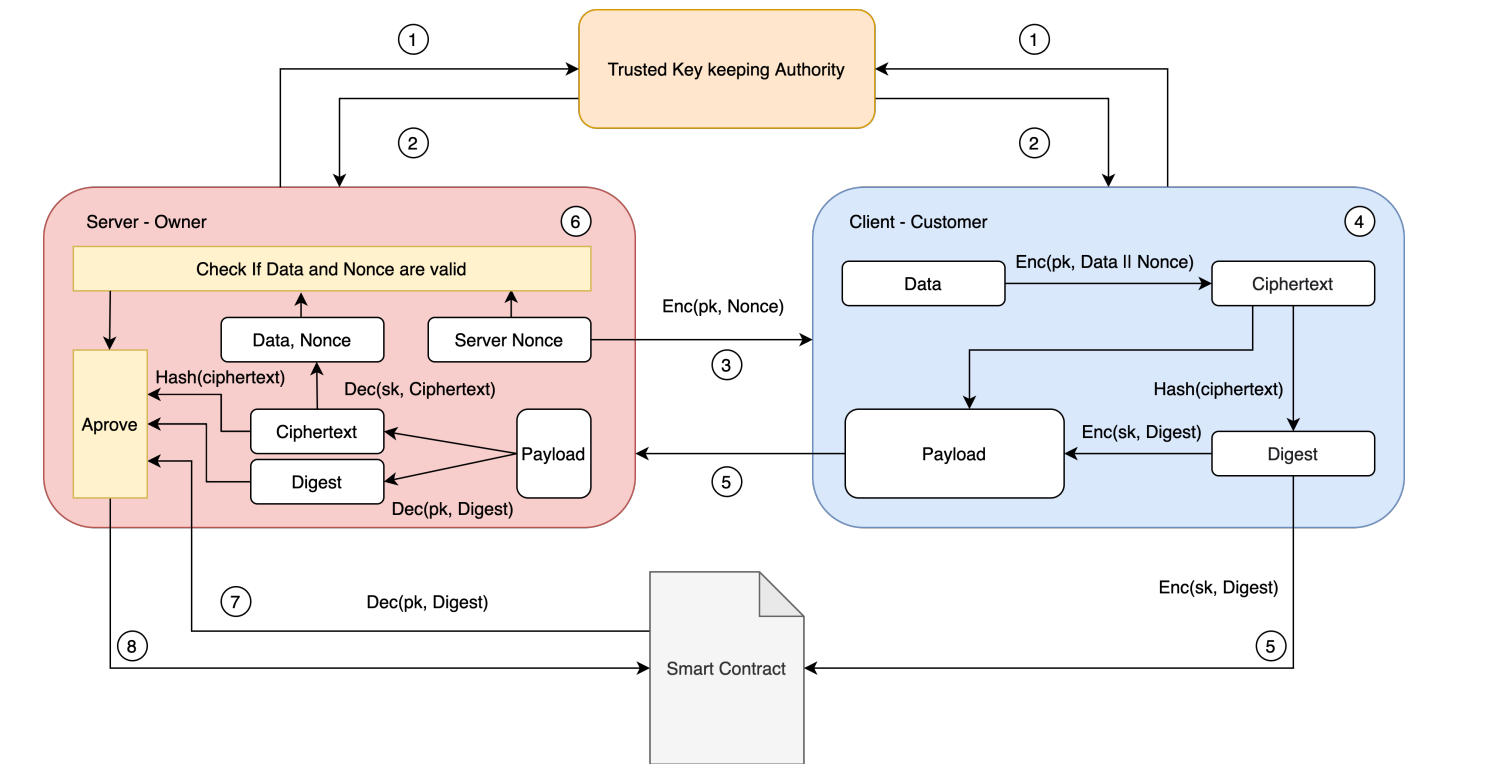 1
1
Trusted Key keeping Authority
2
2
Server - Owner
6
Client - Customer
4
Check If Data and Nonce are valid
Enc(pk, Data || Nonce)
Data
Ciphertext
Enc(pk, Nonce)
Data, Nonce
Server Nonce
3
Hash(ciphertext)
Dec(sk, Ciphertext)
Hash(ciphertext)
Aprove
Ciphertext
Payload
Enc(sk, Digest)
Payload
Digest
Digest
5
Dec(pk, Digest)
Enc(sk, Digest)
7
Dec(pk, Digest)
8
5
Smart Contract